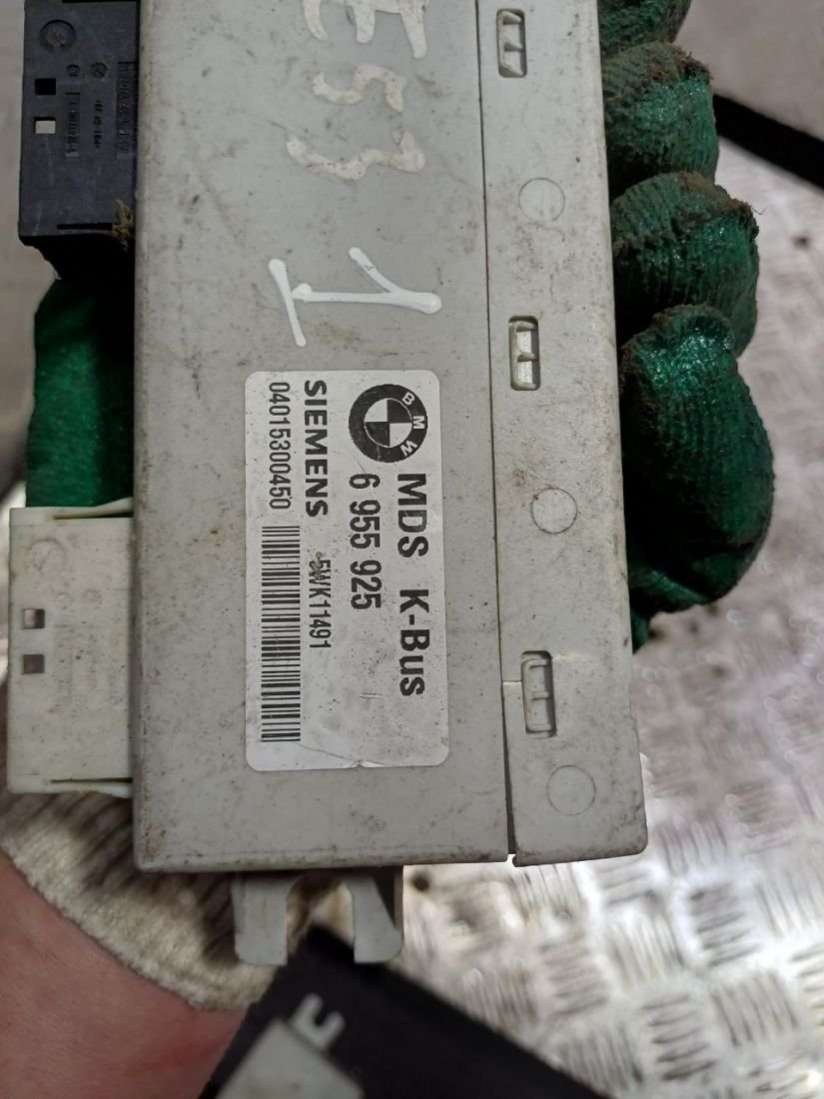 E53
1
BMW
MDS K-Bus
6 955 925
SIEMENS 5WK11491
04015300450